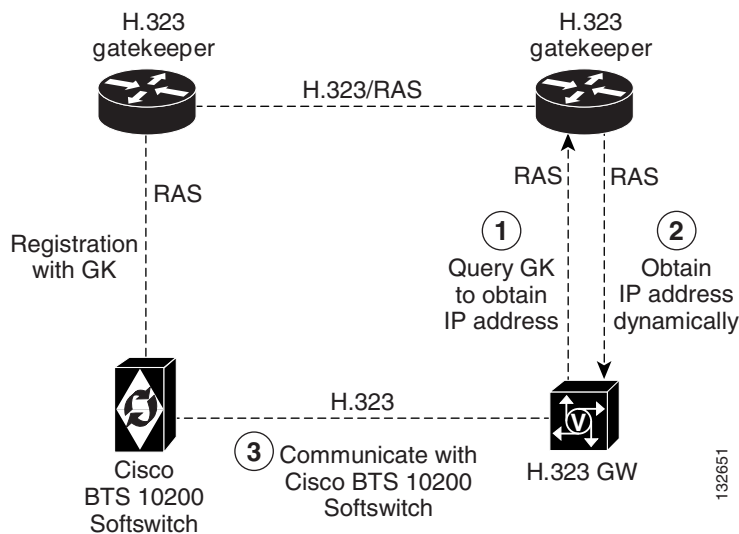 H.323
gatekeeper
H.323
gatekeeper
H.323/RAS
RAS
RAS
RAS
Registration
with GK
1
Query GK
to obtain
IP address
2
Obtain
IP address
dynamically
H.323
V
3
Communicate with
Cisco BTS 10200
Softswitch
Cisco
BTS 10200
Softswitch
H.323 GW
132651